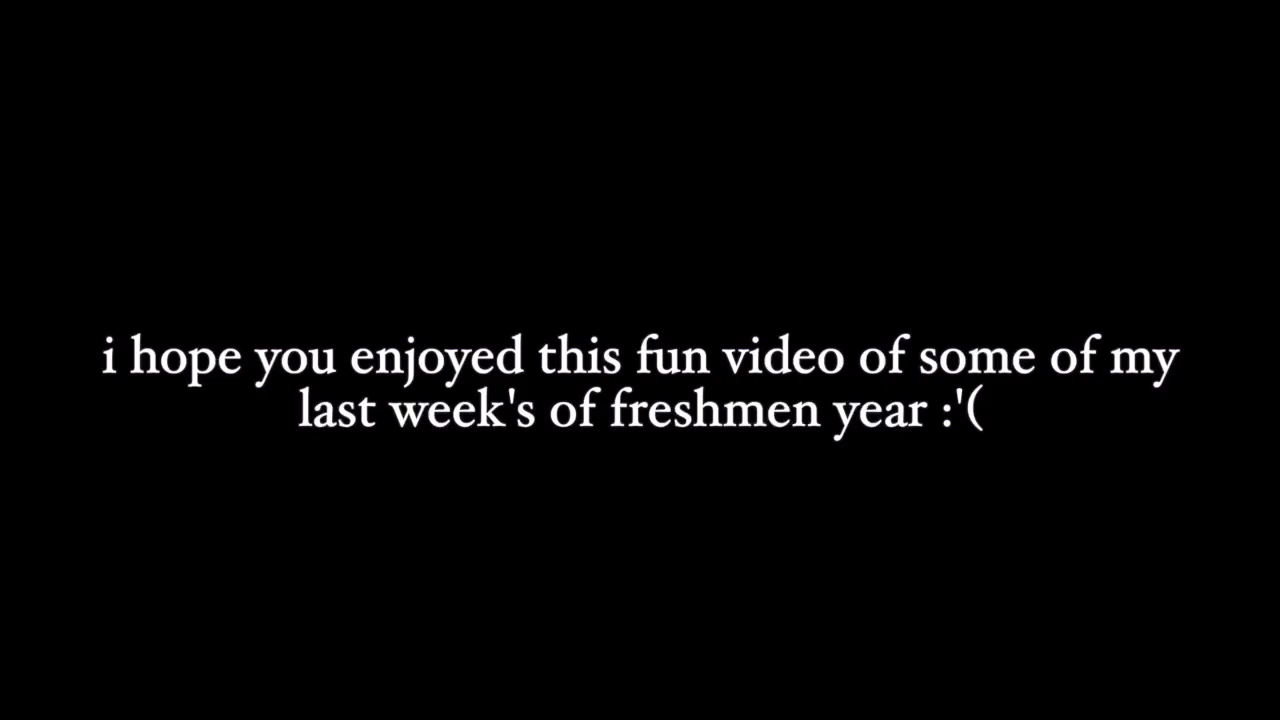 i hope you enjoyed this fun video of some of my
last week's of freshmen year :'(